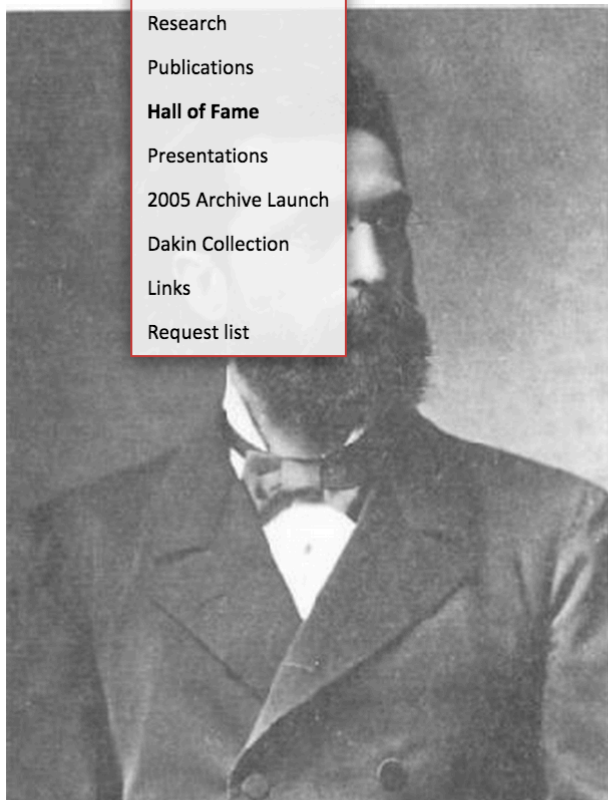 Research
Publications
Hall of Fame
Presentations
2005 Archive Launch
Dakin Collection
Links
Request list